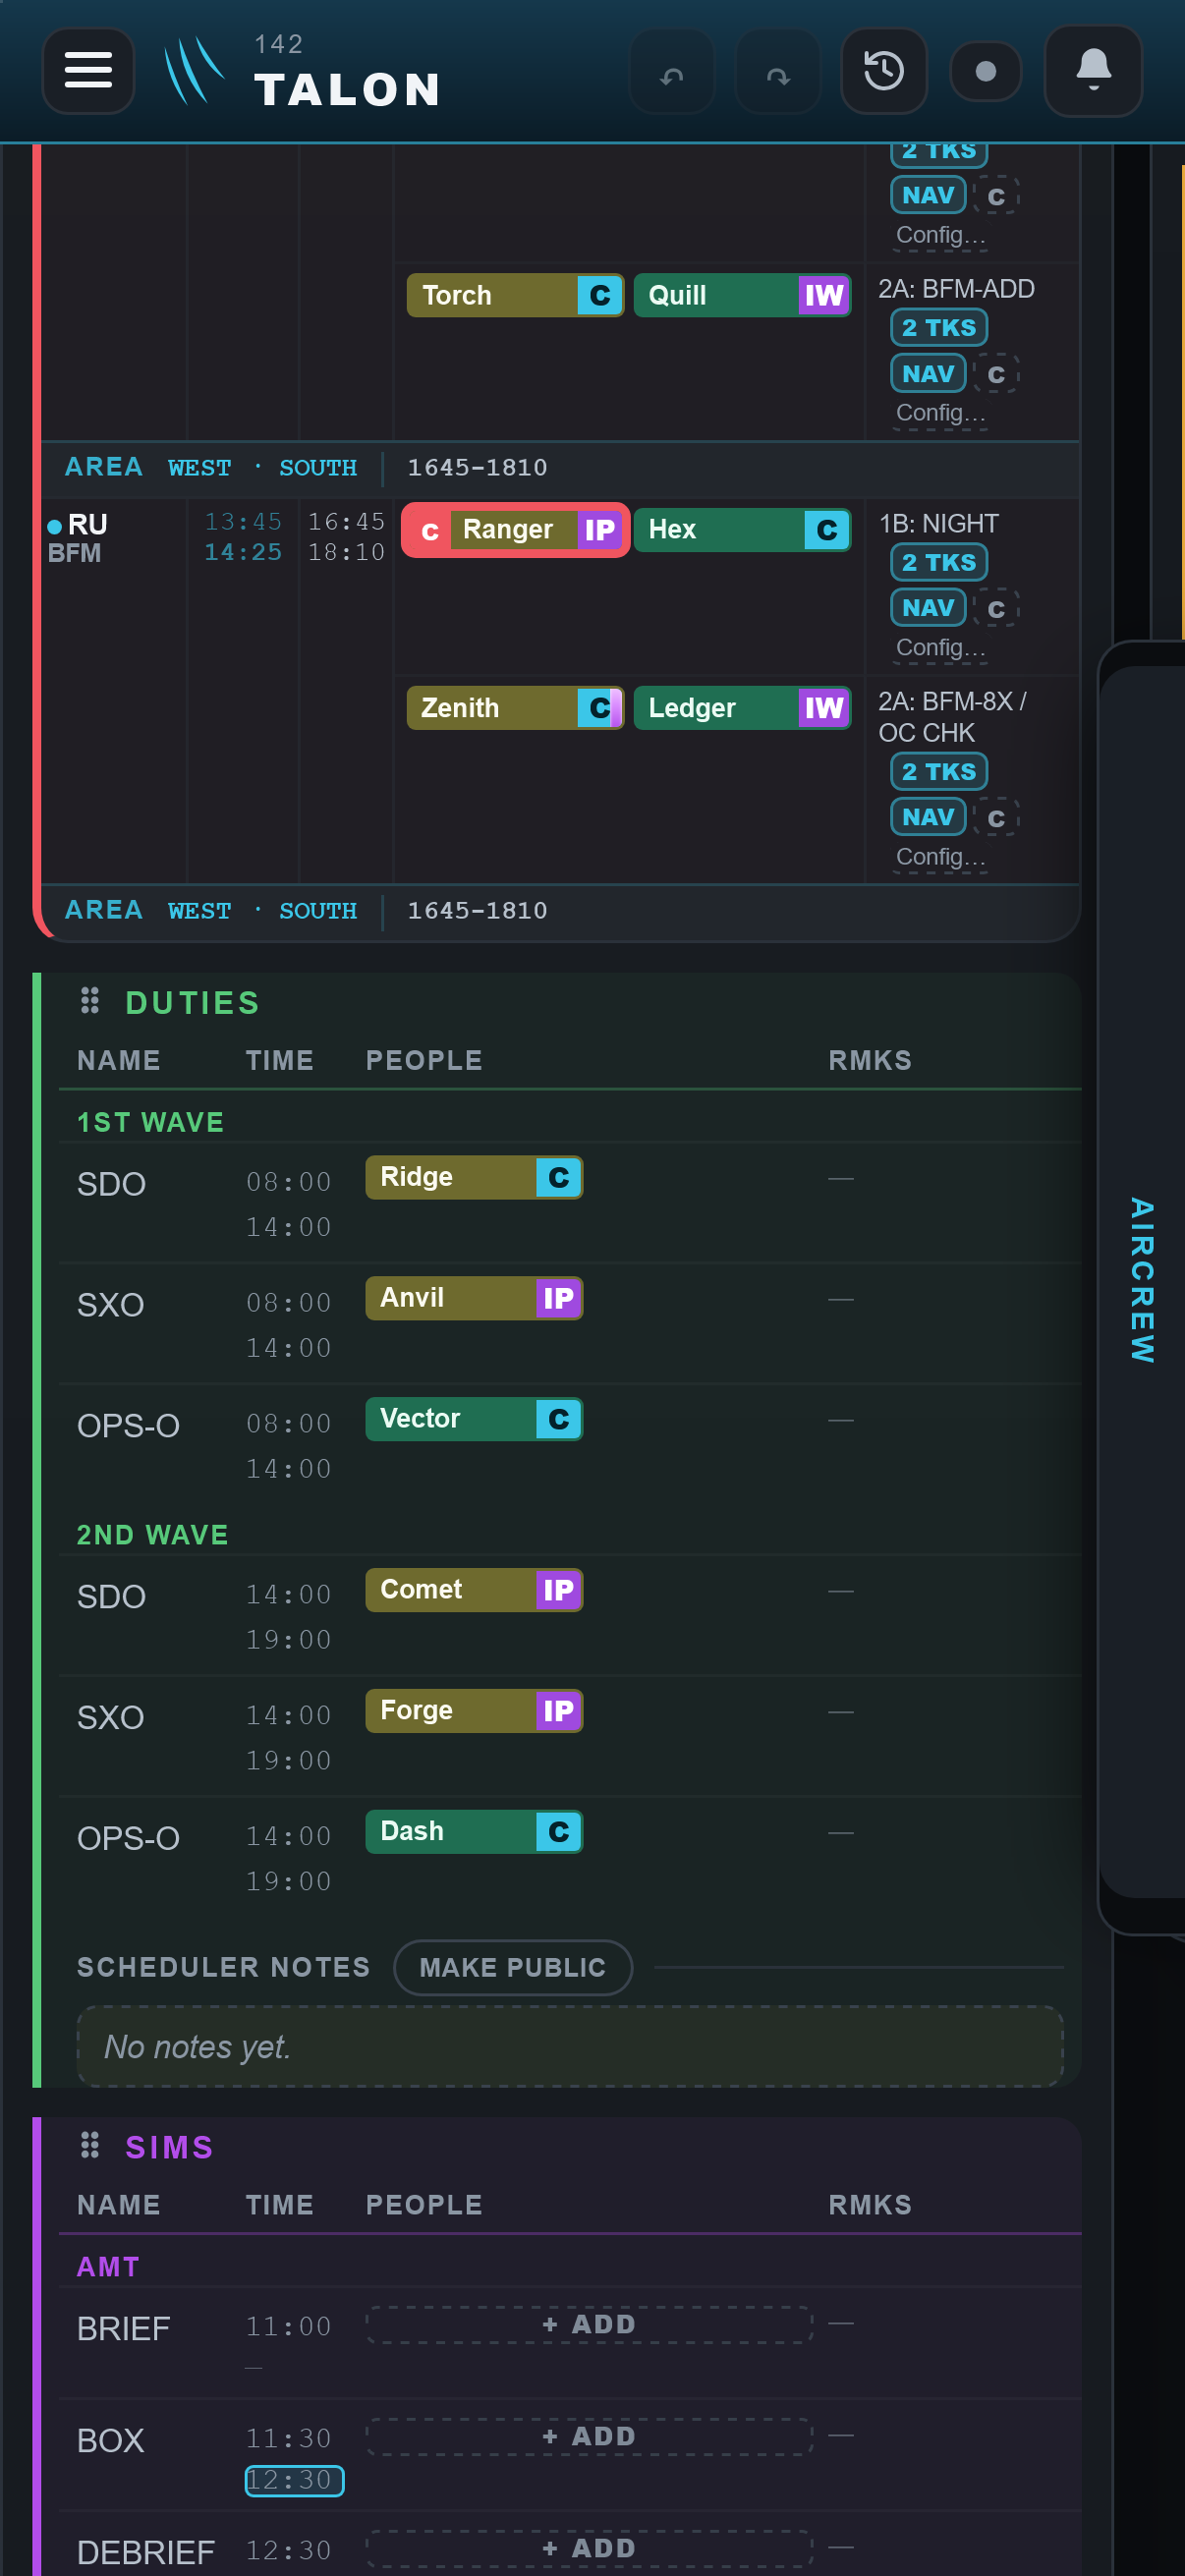 142
TALON
2 TKS
NAV C
Config...
Torch C Quill IW 2A: BFM-ADD
2 TKS
NAV C
Config...
AREA WEST · SOUTH 1645-1810
RU 13:45 16:45 C Ranger IP Hex C 1B: NIGHT
BFM 14:25 18:10
2 TKS
NAV C
Config...
Zenith C Ledger IW 2A: BFM-8X /
OC CHK
2 TKS
NAV C
Config...
AREA WEST · SOUTH 1645-1810
DUTIES
NAME TIME PEOPLE RMKS
1ST WAVE
SDO 08:00 Ridge C —
14:00
SXO 08:00 Anvil IP —
14:00
OPS-O 08:00 Vector C —
14:00
2ND WAVE
SDO 14:00 Comet IP —
19:00
SXO 14:00 Forge IP —
19:00
OPS-O 14:00 Dash C —
19:00
SCHEDULER NOTES MAKE PUBLIC
No notes yet.
SIMS
NAME TIME PEOPLE RMKS
AMT
BRIEF 11:00 + ADD —
—
BOX 11:30 + ADD —
12:30
DEBRIEF 12:30 + ADD —
AIRCREW